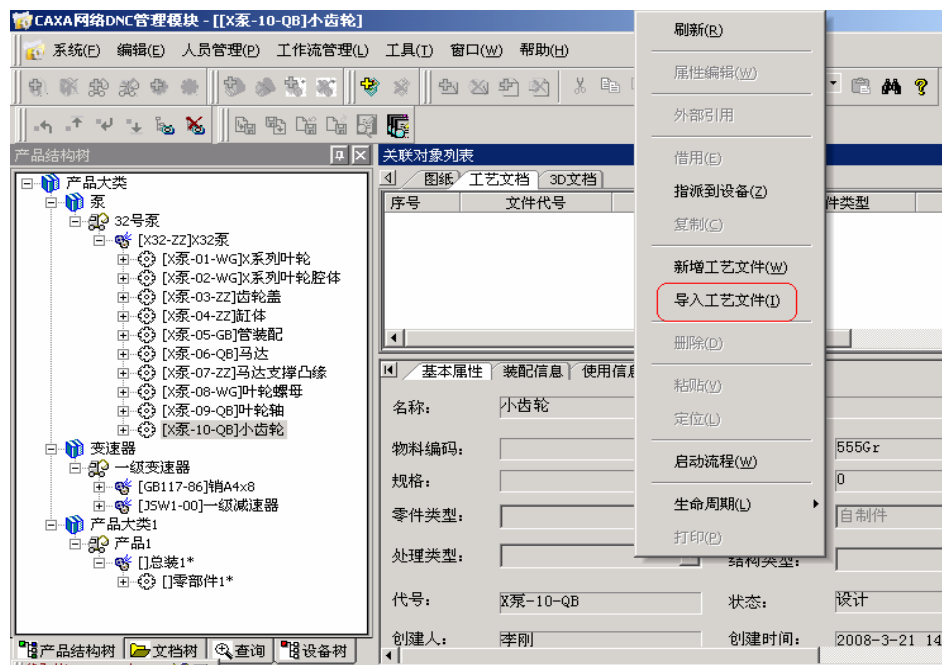 CAXA网络DNC管理模块 - [[X泵-10-QB]小齿轮]
系统(F) 编辑(E) 人员管理(P) 工作流管理(L) 工具(T) 窗口(W) 帮助(H)
产品结构树
产品大类
泵
32号泵
[X32-ZZ]X32泵
[X泵-01-WG]X系列叶轮
[X泵-02-WG]X系列叶轮腔体
[X泵-03-ZZ]齿轮盖
[X泵-04-ZZ]缸体
[X泵-05-GB]管装配
[X泵-06-QB]马达
[X泵-07-ZZ]马达支撑凸缘
[X泵-08-WG]叶轮螺母
[X泵-09-QB]叶轮轴
[X泵-10-QB]小齿轮
变速器
一级变速器
[GB117-86]销A4x8
[JSW1-00]一级减速器
产品大类1
产品1
[]总装1*
[]零部件1*
产品结构树 文档树 查询 设备树
关联对象列表
图纸 工艺文档 3D文档
序号 文件代号 件类型
基本属性 装配信息 使用信息
名称: 小齿轮
物料编码: 555Gr
规格: 0
零件类型: 自制件
处理类型: 结构类型:
代号: X泵-10-QB 状态: 设计
创建人: 李刚 创建时间: 2008-3-21 14
刷新(R)
属性编辑(W)
外部引用
借用(E)
指派到设备(Z)
复制(C)
新增工艺文件(W)
导入工艺文件(I)
删除(D)
粘贴(V)
定位(L)
启动流程(W)
生命周期(L)
打印(P)